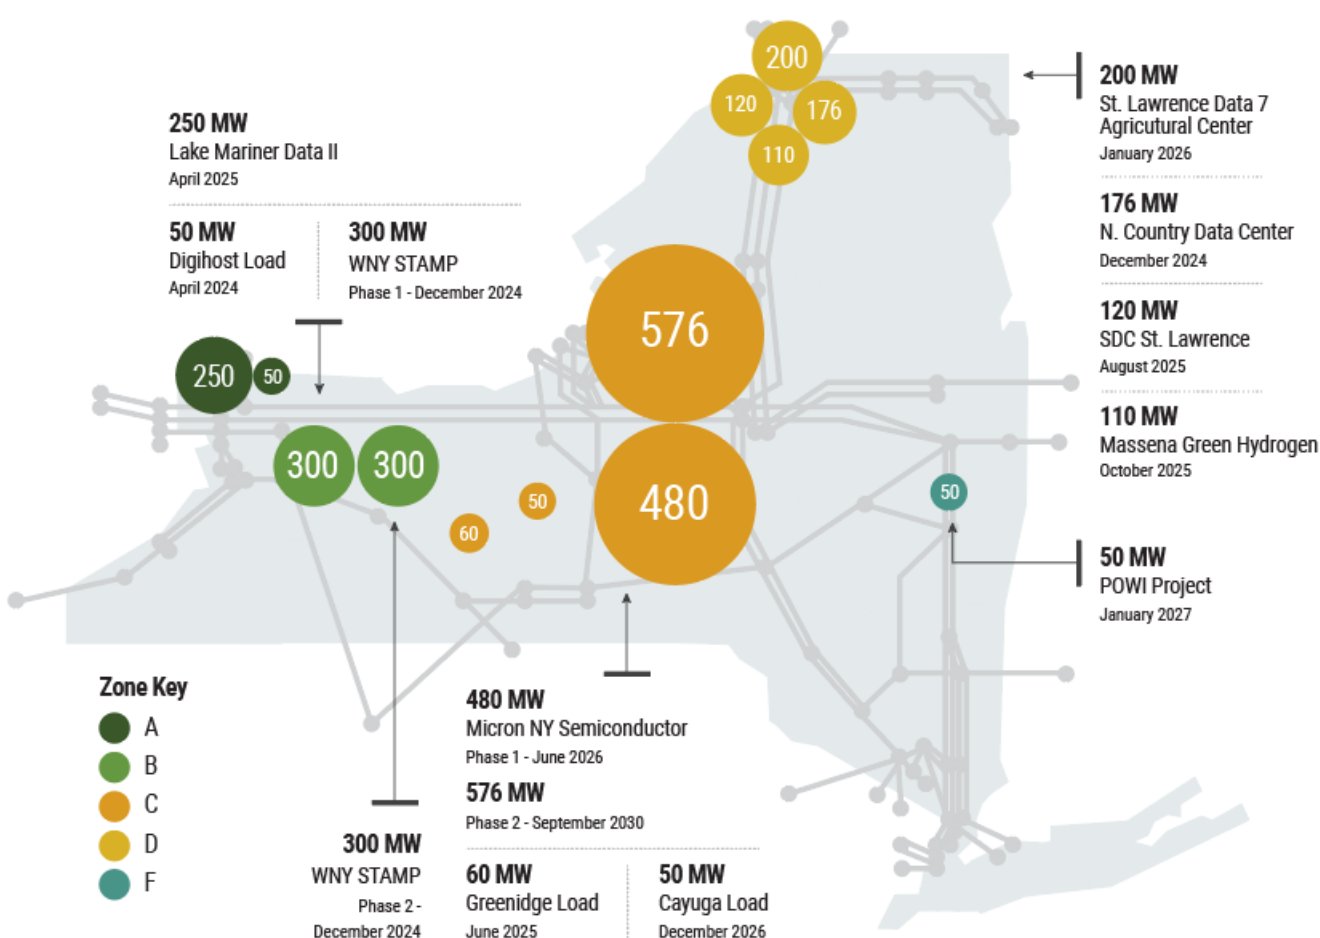 200
120
176
110
200 MW
St. Lawrence Data 7
Agricutural Center
January 2026
176 MW
N. Country Data Center
December 2024
120 MW
SDC St. Lawrence
August 2025
110 MW
Massena Green Hydrogen
October 2025
250 MW
Lake Mariner Data II
April 2025
50 MW
Digihost Load
April 2024
300 MW
WNY STAMP
Phase 1 - December 2024
576
250
50
300
300
480
50
60
50
50 MW
POWI Project
January 2027
Zone Key
A
B
C
D
F
480 MW
Micron NY Semiconductor
Phase 1 - June 2026
576 MW
Phase 2 - September 2030
300 MW
WNY STAMP
Phase 2 -
December 2024
60 MW
Greenidge Load
June 2025
50 MW
Cayuga Load
December 2026